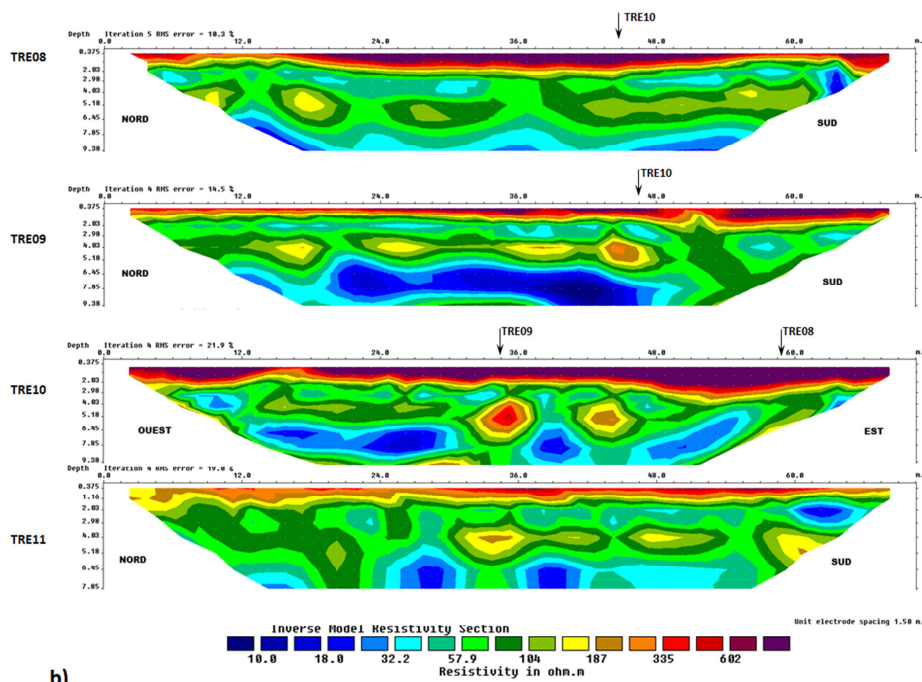 TRE10
Depth Iteration 5 RMS error = 10.3 %
0.0 12.0 24.0 36.0 48.0 60.0 m.
TRE08
0.375
2.03
2.98
4.03
5.18
6.45
7.85
9.38
NORD
SUD
TRE10
Depth Iteration 4 RMS error = 14.5 %
0.0 12.0 24.0 36.0 48.0 60.0 m.
TRE09
0.375
2.03
2.98
4.03
5.18
6.45
7.85
9.38
NORD
SUD
TRE09 TRE08
Depth Iteration 4 RMS error = 21.9 %
0.0 12.0 24.0 36.0 48.0 60.0 m.
TRE10
0.375
2.03
4.03
5.18
6.45
7.85
9.38
OUEST
EST
Depth Iteration 4 RMS error =
0.0 12.0 24.0 36.0 48.0 60.0 m.
0.375
1.16
2.03
2.98
4.03
5.18
7.85
TRE11
NORD
SUD
Inverse Model Resistivity Section
Unit electrode spacing 1.50 m.
10.0 18.0 32.2 57.9 104 187 335 602
Resistivity in ohm.m
b)